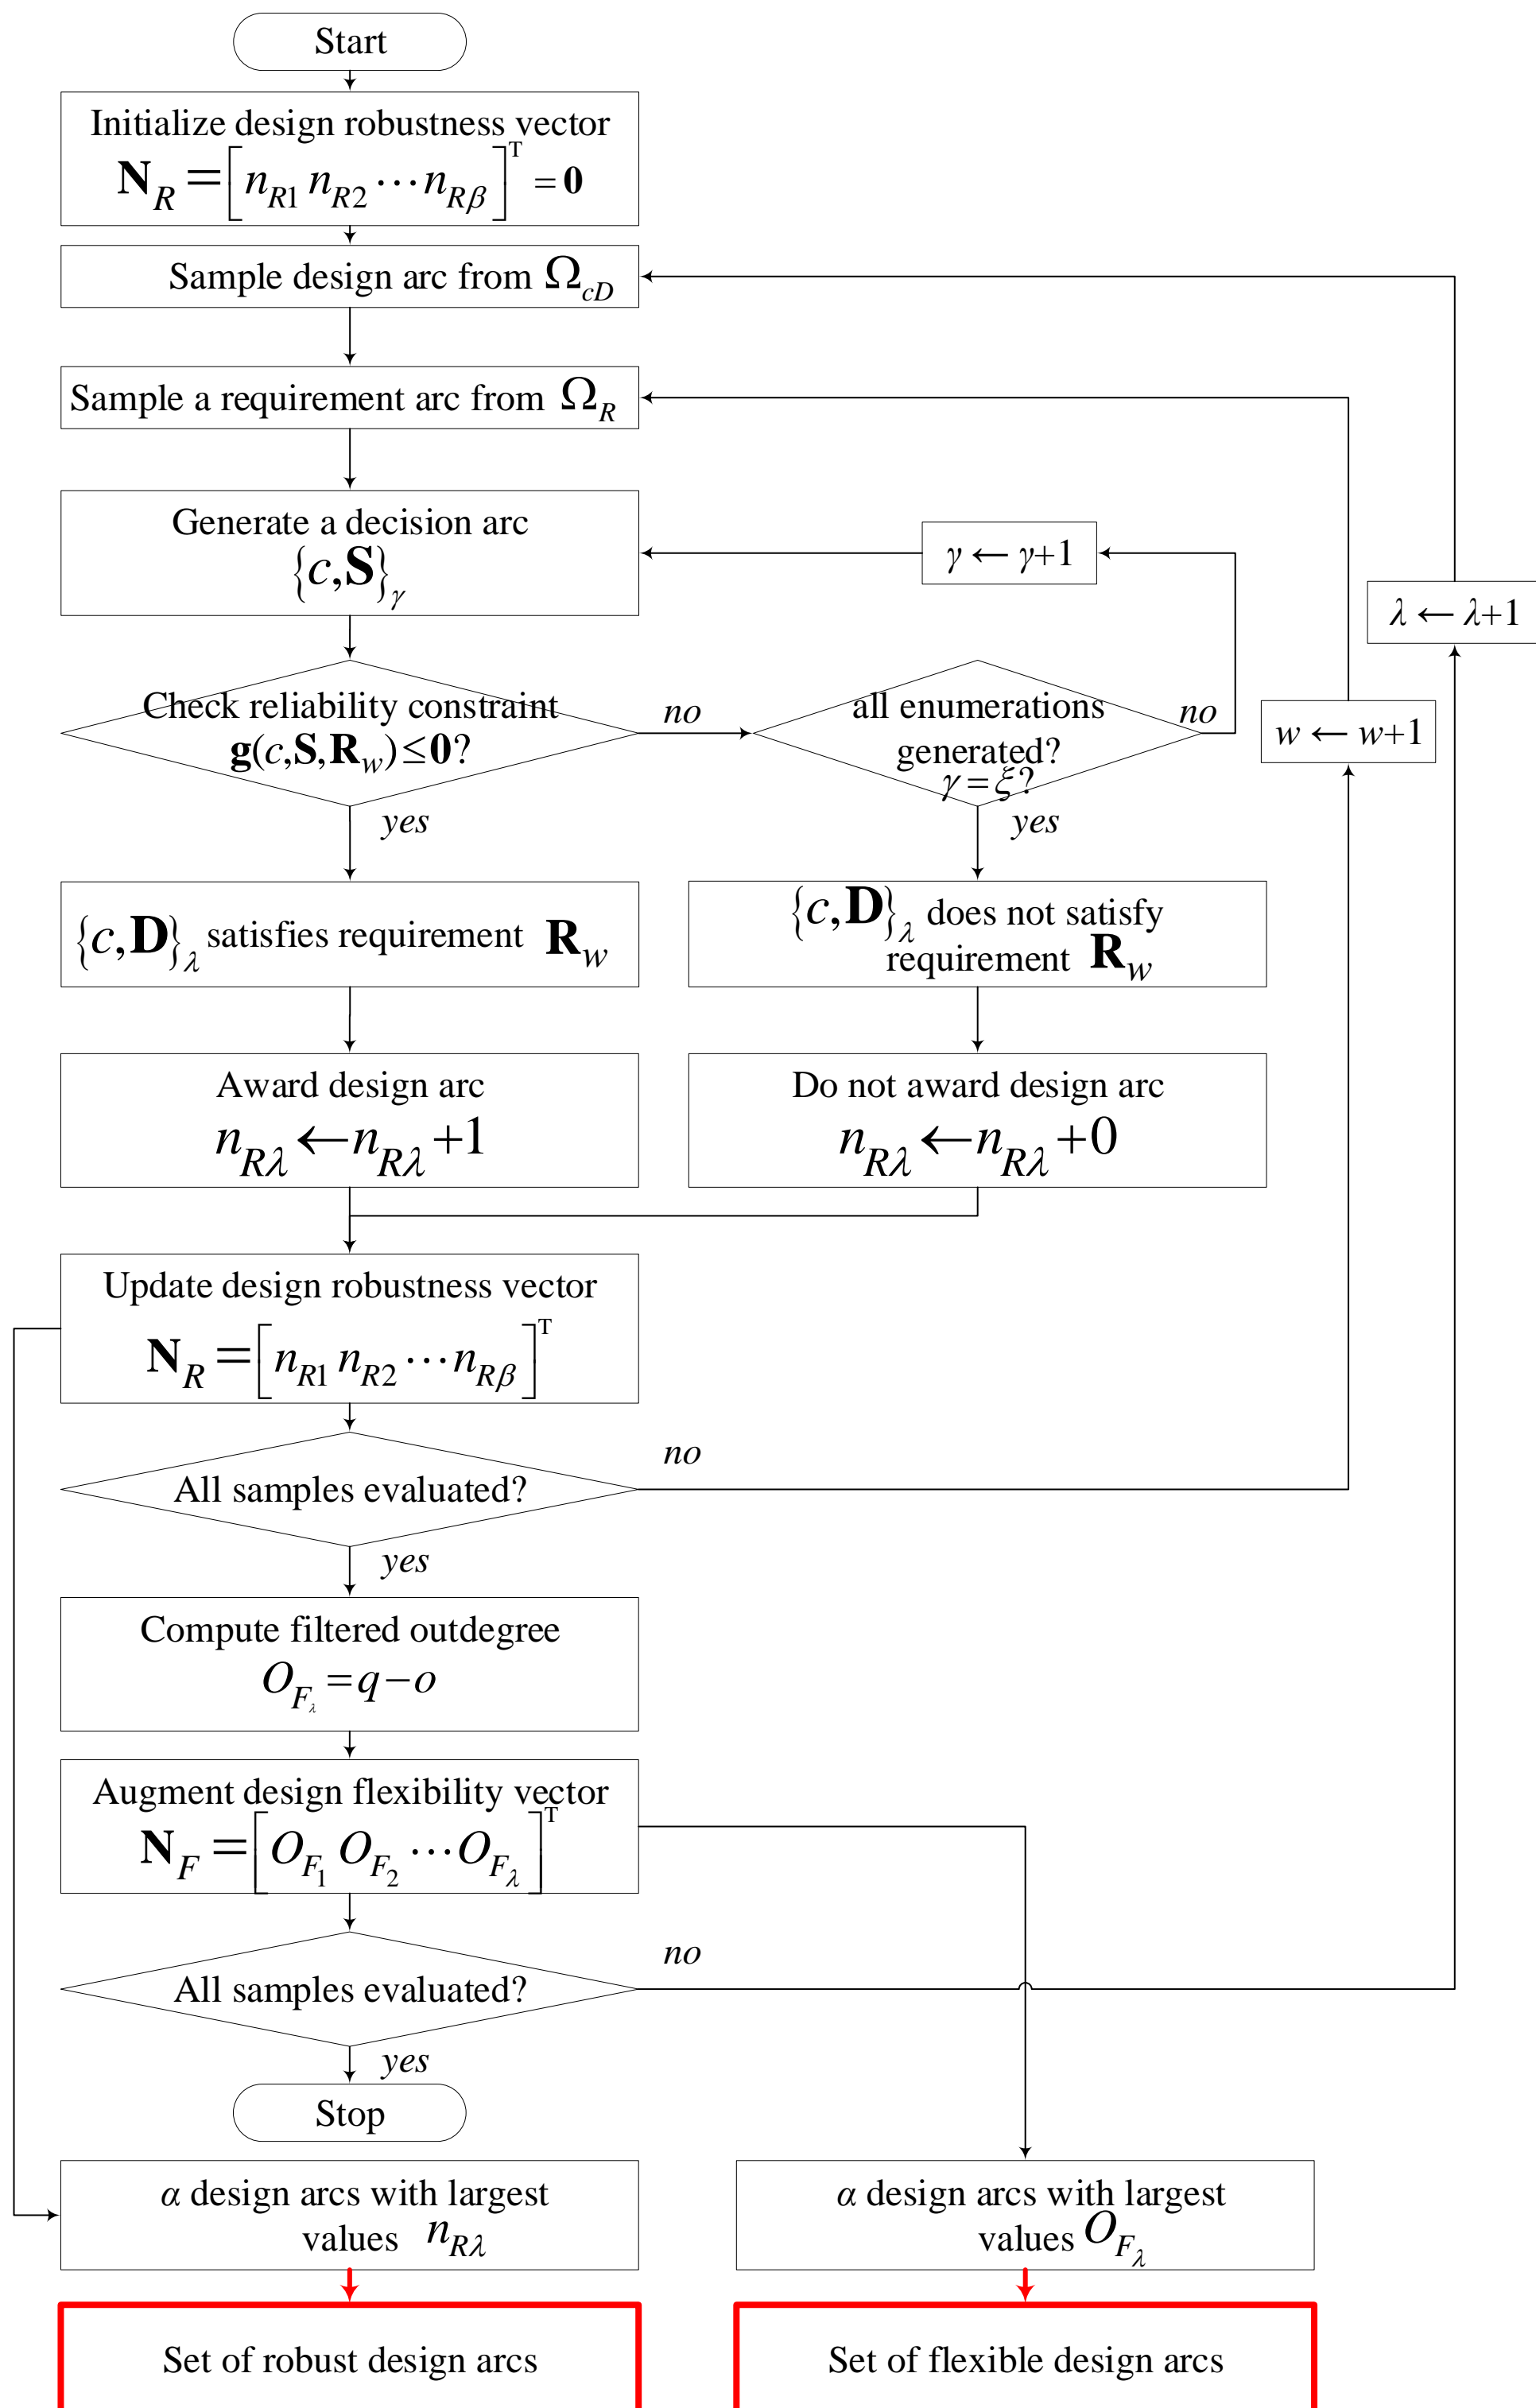 Start
Initialize design robustness vector
𝐍_R = [n_R1 n_R2 ⋯ n_Rβ]^T = 𝟎
Sample design arc from Ω_cD
Sample a requirement arc from Ω_R
Generate a decision arc
{c,𝐒}_γ
γ ← γ+1
λ ← λ+1
Check reliability constraint
𝐠(c,𝐒,𝐑_w) ≤ 𝟎?
no
all enumerations
generated?
γ = ξ?
no
w ← w+1
yes
yes
{c,𝐃}_λ satisfies requirement 𝐑_w
{c,𝐃}_λ does not satisfy
requirement 𝐑_w
Award design arc
n_Rλ ← n_Rλ +1
Do not award design arc
n_Rλ ← n_Rλ +0
Update design robustness vector
𝐍_R = [n_R1 n_R2 ⋯ n_Rβ]^T
All samples evaluated?
no
yes
Compute filtered outdegree
O_F_λ = q − o
Augment design flexibility vector
𝐍_F = [O_F_1 O_F_2 ⋯ O_F_λ]^T
All samples evaluated?
no
yes
Stop
α design arcs with largest
values n_Rλ
α design arcs with largest
values O_F_λ
Set of robust design arcs
Set of flexible design arcs